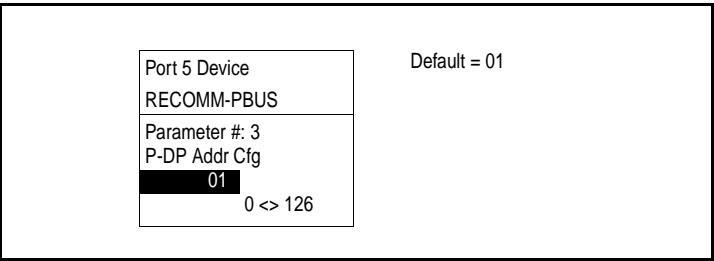 Port 5 Device
Default = 01
RECOMM-PBUS
Parameter #: 3
P-DP Addr Cfg
01
0 <> 126